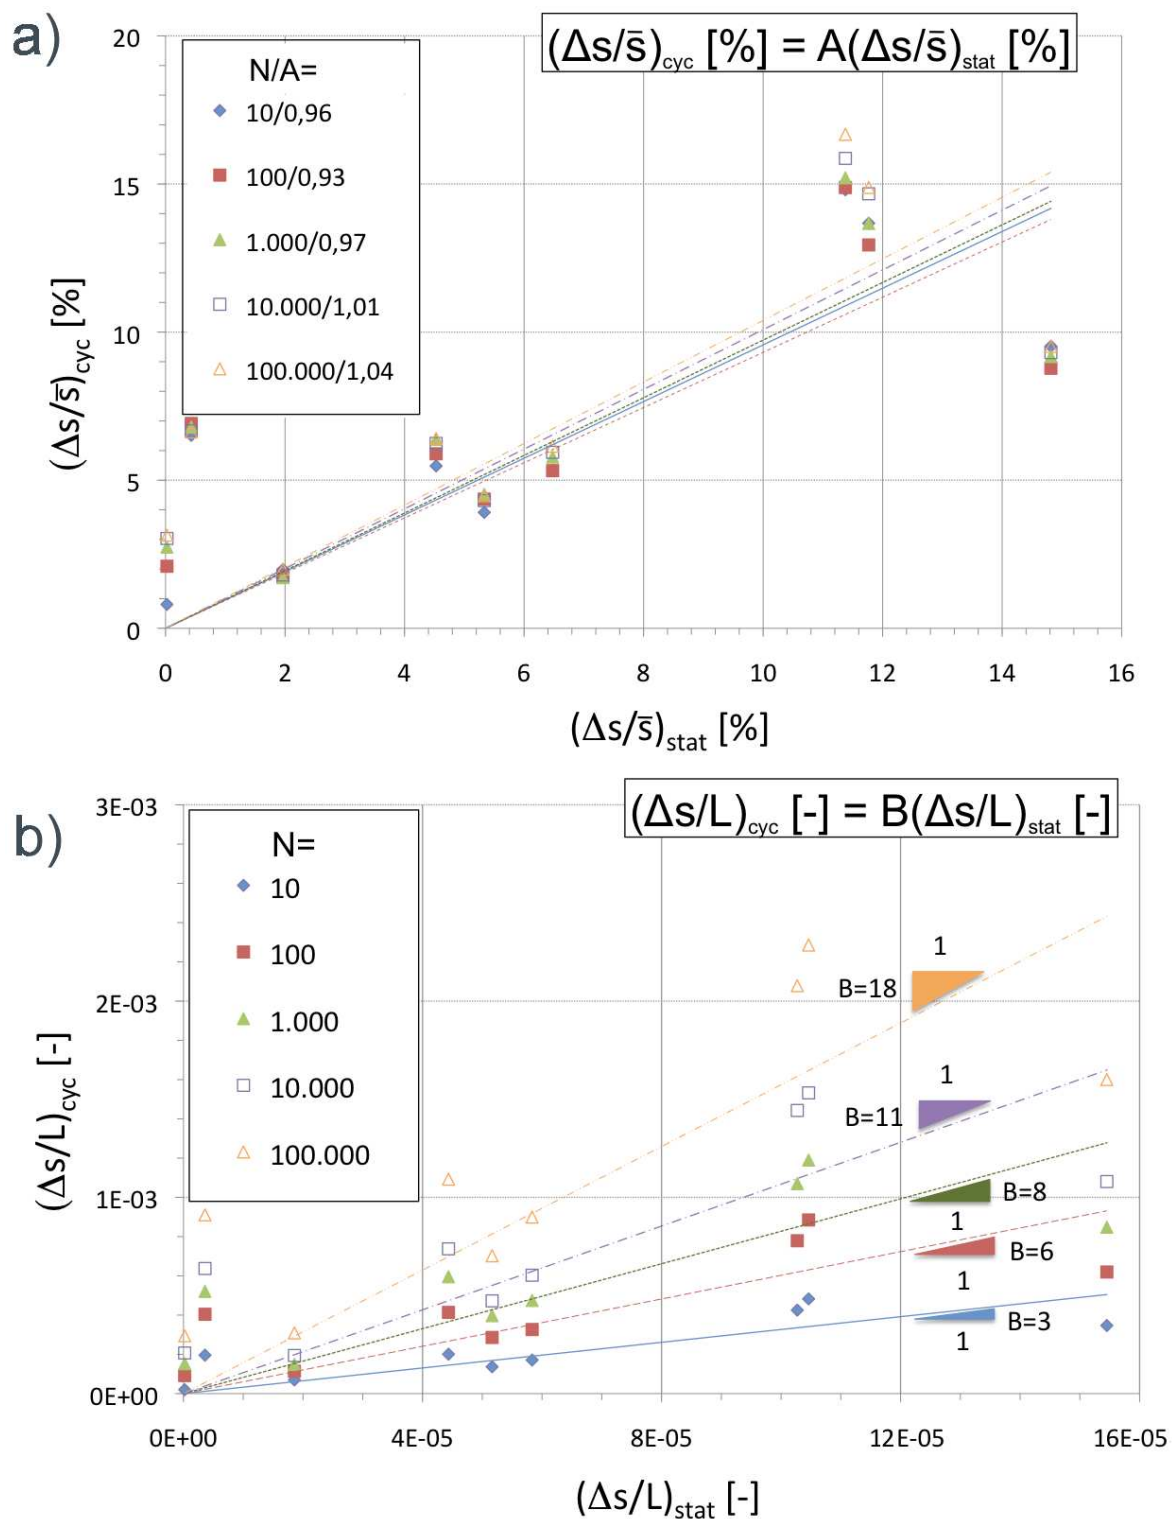 a)
(Δs/s̄)cyc [%] = A(Δs/s̄)stat [%]
N/A=
10/0,96
100/0,93
1.000/0,97
10.000/1,01
100.000/1,04
20
15
10
5
0
(Δs/s̄)cyc [%]
0 2 4 6 8 10 12 14 16
(Δs/s̄)stat [%]
b)
(Δs/L)cyc [-] = B(Δs/L)stat [-]
N=
10
100
1.000
10.000
100.000
3E-03
2E-03
1E-03
0E+00
(Δs/L)cyc [-]
1
B=18
1
B=11
B=8
1
B=6
1
B=3
1
0E+00 4E-05 8E-05 12E-05 16E-05
(Δs/L)stat [-]